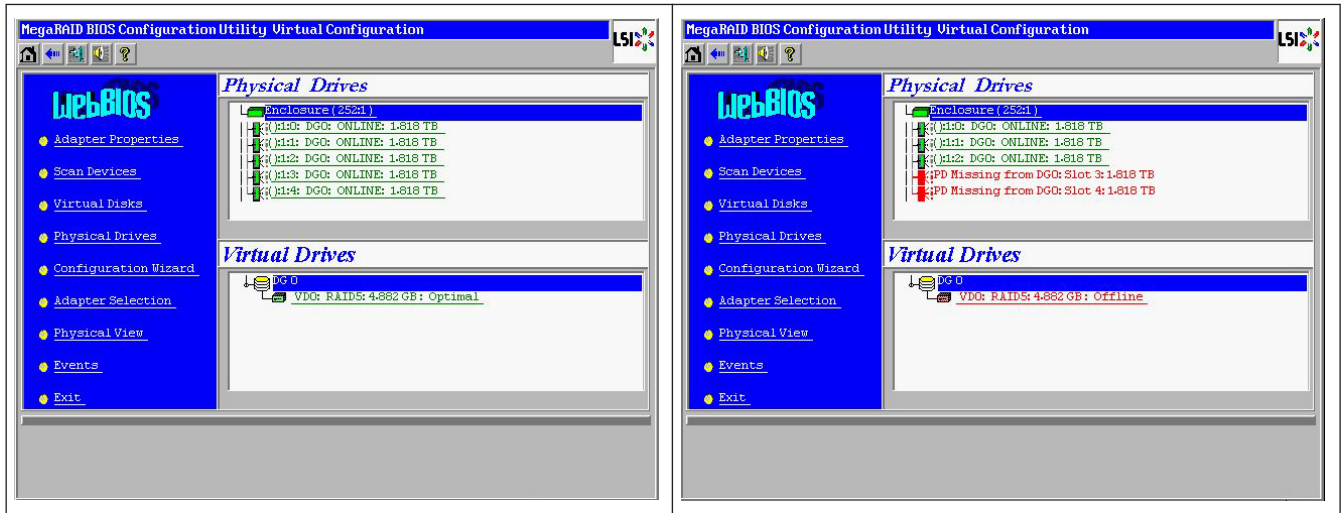 MegaRAID BIOS Configuration Utility Virtual Configuration
LSI
?
Physical Drives
WebBIOS
Enclosure (252:1)
():1:0: DG0: ONLINE: 1.818 TB
():1:1: DG0: ONLINE: 1.818 TB
():1:2: DG0: ONLINE: 1.818 TB
():1:3: DG0: ONLINE: 1.818 TB
():1:4: DG0: ONLINE: 1.818 TB
Adapter Properties
Scan Devices
Virtual Disks
Physical Drives
Configuration Wizard
Adapter Selection
Physical View
Events
Exit
Virtual Drives
DG 0
VD0: RAID5: 4.882 GB: Optimal
MegaRAID BIOS Configuration Utility Virtual Configuration
LSI
?
Physical Drives
WebBIOS
Enclosure (252:1)
():1:0: DG0: ONLINE: 1.818 TB
():1:1: DG0: ONLINE: 1.818 TB
():1:2: DG0: ONLINE: 1.818 TB
PD Missing from DG0: Slot 3: 1.818 TB
PD Missing from DG0: Slot 4: 1.818 TB
Adapter Properties
Scan Devices
Virtual Disks
Physical Drives
Configuration Wizard
Adapter Selection
Physical View
Events
Exit
Virtual Drives
DG 0
VD0: RAID5: 4.882 GB: Offline